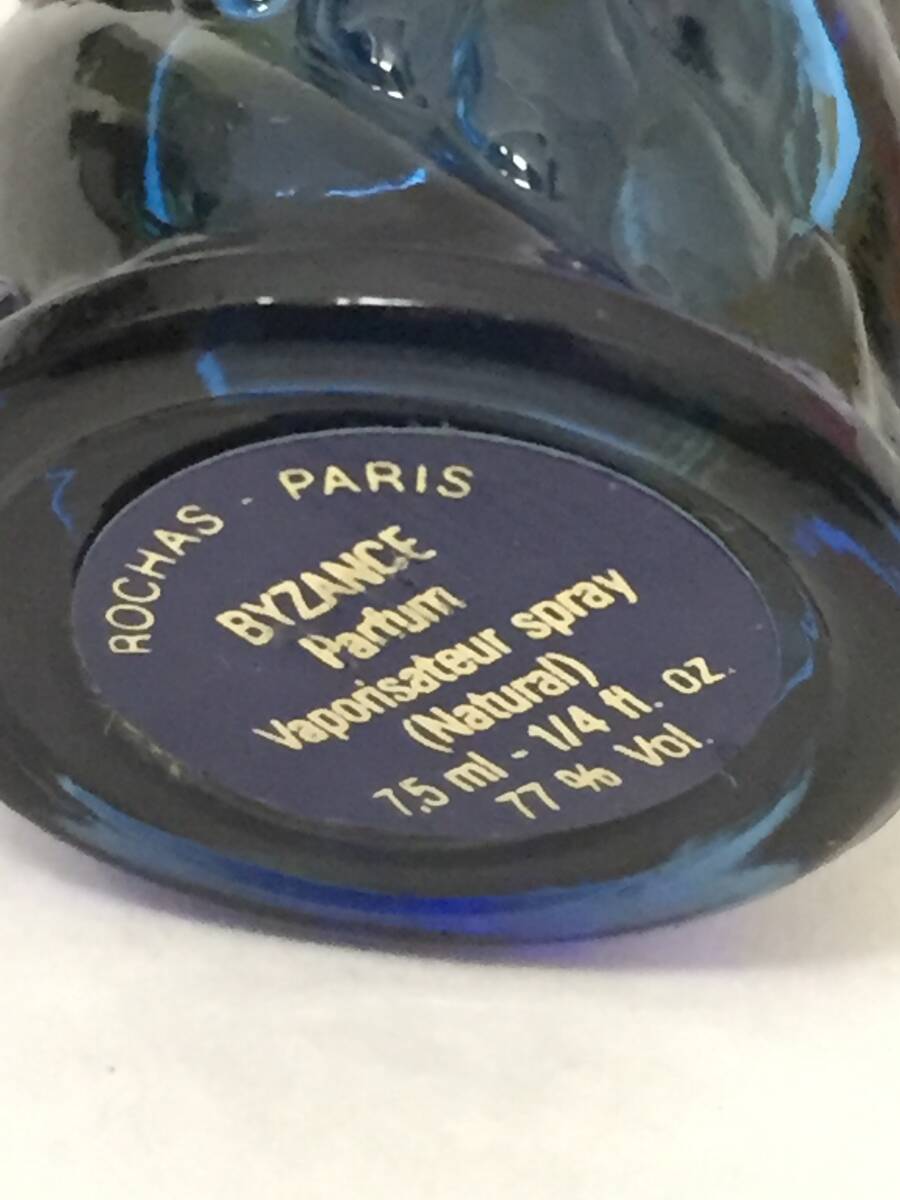 ROCHAS - PARIS
BYZANCE
Parfum
Vaporisateur spray
(Natural)
7,5 ml - 1/4 fl. oz.
77 % Vol.